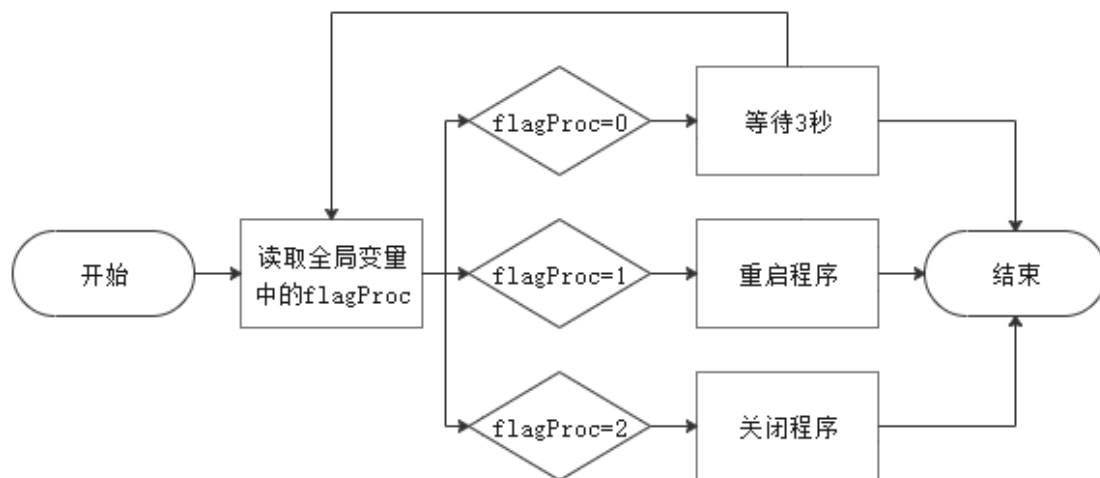 开始
读取全局变量
中的flagProc
flagProc=0
等待3秒
flagProc=1
重启程序
flagProc=2
关闭程序
结束